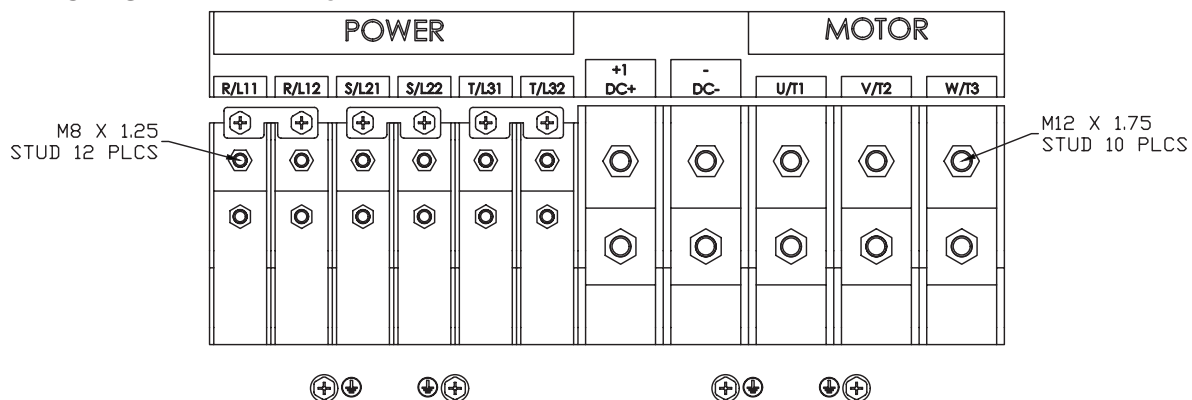 POWER
MOTOR
+1
DC+
-
DC-
R/L11 R/L12 S/L21 S/L22 T/L31 T/L32
U/T1 V/T2 W/T3
M8 X 1.25
STUD 12 PLCS
M12 X 1.75
STUD 10 PLCS